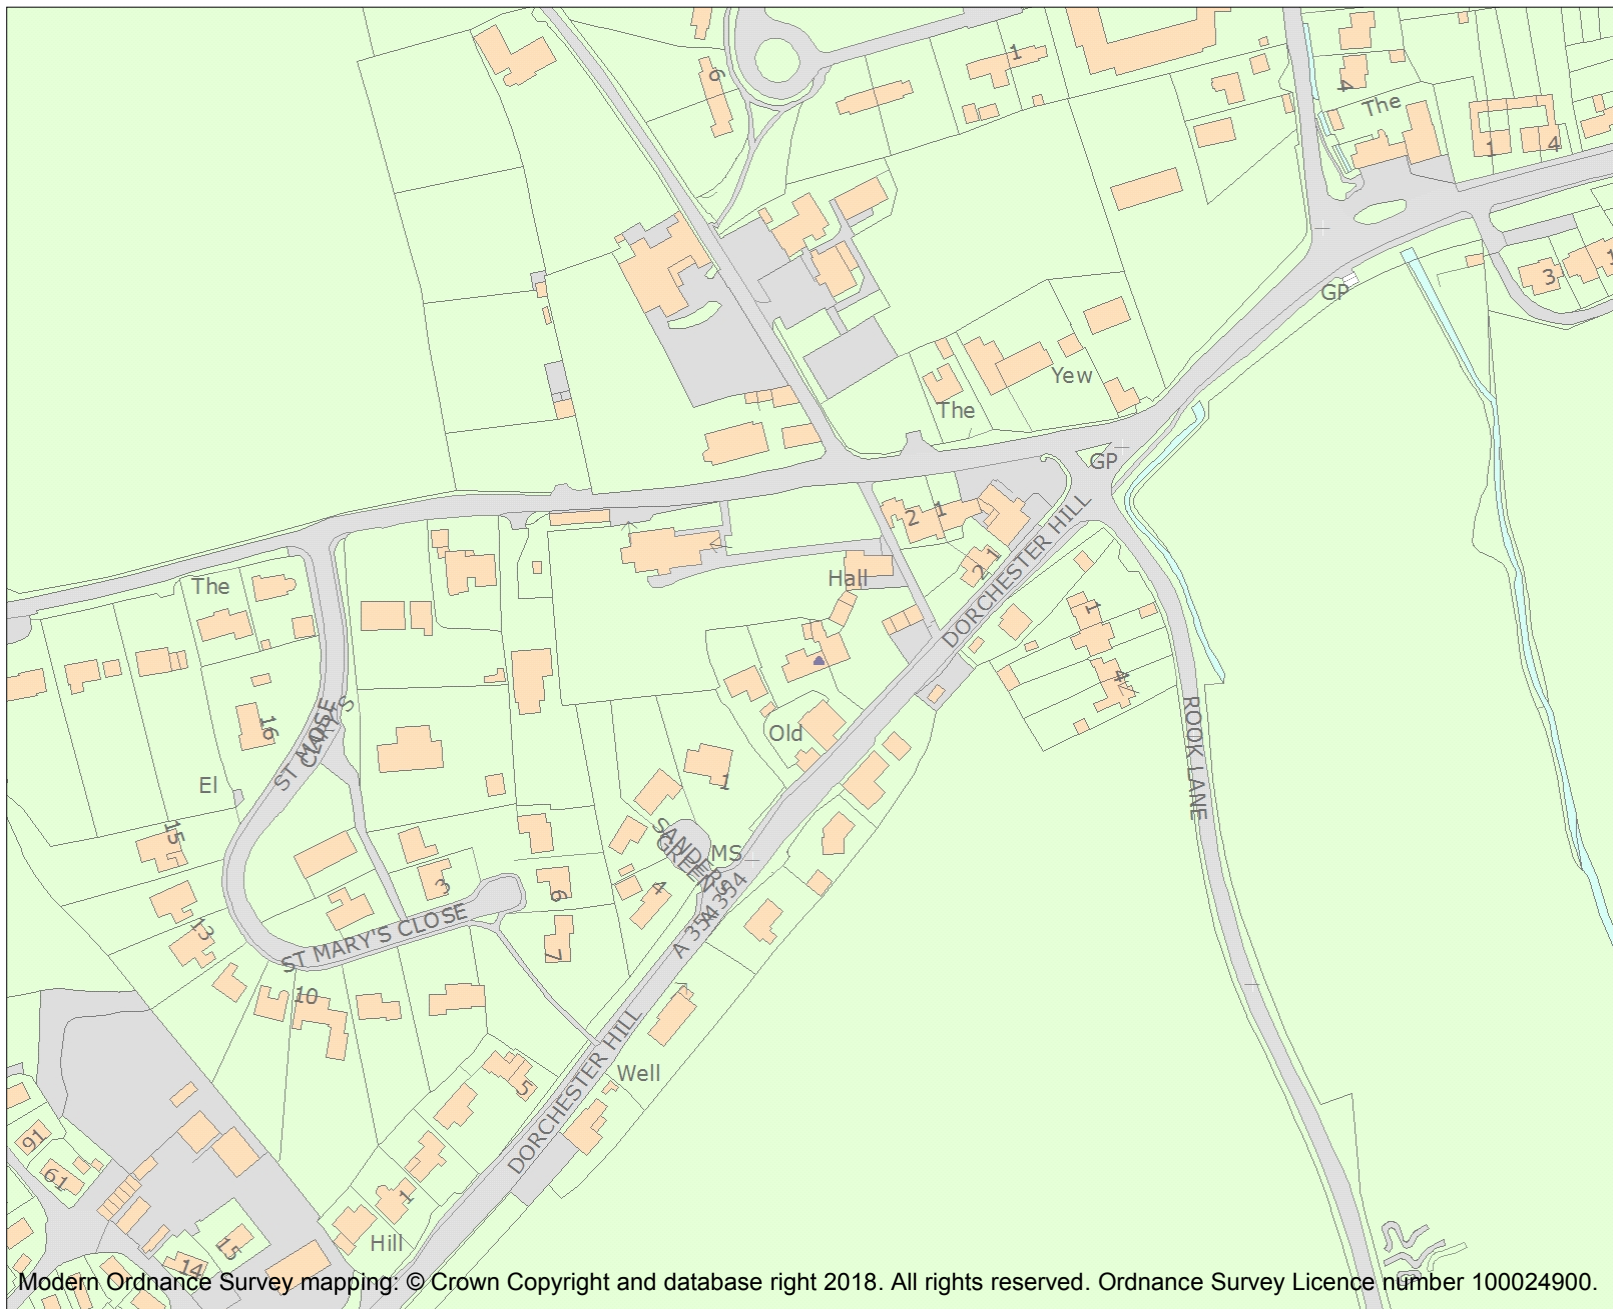 6
1
4
The
1
4
3
1
GP
Yew
The
GP
2 1
2 1
DORCHESTER HILL
The
Hall
1
4
16
ST MARY'S
CLOSE
Old
ROOK LANE
El
1
15
SANDERS
GREEN
MS
4
3
6
A 354
A 354
13
ST MARY'S CLOSE
7
10
DORCHESTER HILL
Well
5
91
61
1
15
Hill
14
Modern Ordnance Survey mapping: © Crown Copyright and database right 2018. All rights reserved. Ordnance Survey Licence number 100024900.